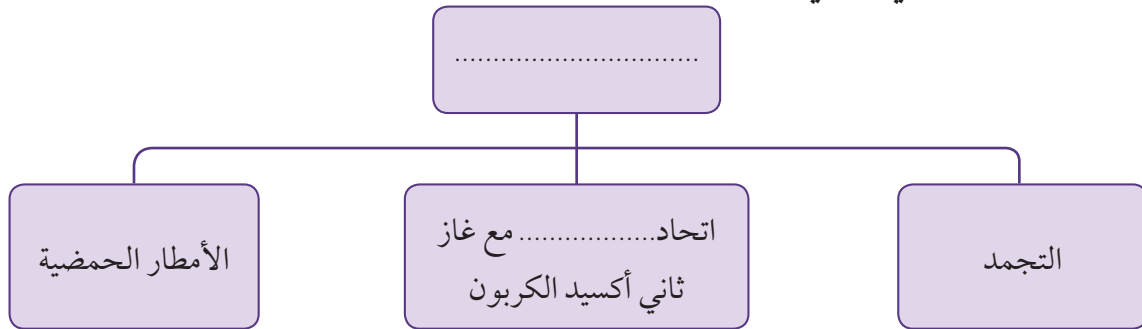 ...............................
التجمد
اتحاد.................. مع غاز
ثاني أكسيد الكربون
الأمطار الحمضية